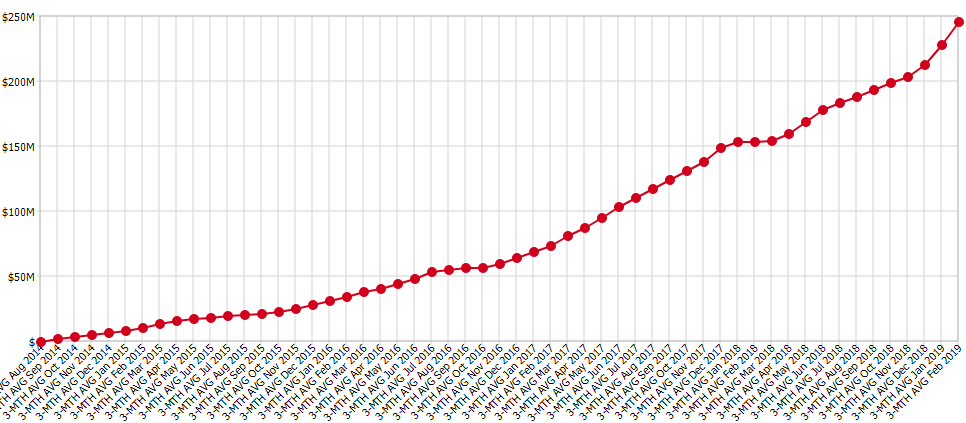 $250M
$200M
$150M
$100M
$50M
$
G Aug 2014
TH AVG Sep 2014
3-MTH AVG Oct 2014
3-MTH AVG Nov 2014
3-MTH AVG Dec 2014
3-MTH AVG Jan 2015
3-MTH AVG Feb 2015
3-MTH AVG Mar 2015
3-MTH AVG Apr 2015
3-MTH AVG May 2015
3-MTH AVG Jun 2015
3-MTH AVG Jul 2015
3-MTH AVG Aug 2015
3-MTH AVG Sep 2015
3-MTH AVG Oct 2015
3-MTH AVG Nov 2015
3-MTH AVG Dec 2015
3-MTH AVG Jan 2016
3-MTH AVG Feb 2016
3-MTH AVG Mar 2016
3-MTH AVG Apr 2016
3-MTH AVG May 2016
3-MTH AVG Jun 2016
3-MTH AVG Jul 2016
3-MTH AVG Aug 2016
3-MTH AVG Sep 2016
3-MTH AVG Oct 2016
3-MTH AVG Nov 2016
3-MTH AVG Dec 2016
3-MTH AVG Jan 2017
3-MTH AVG Feb 2017
3-MTH AVG Mar 2017
3-MTH AVG Apr 2017
3-MTH AVG May 2017
3-MTH AVG Jun 2017
3-MTH AVG Jul 2017
3-MTH AVG Aug 2017
3-MTH AVG Sep 2017
3-MTH AVG Oct 2017
3-MTH AVG Nov 2017
3-MTH AVG Dec 2017
3-MTH AVG Jan 2018
3-MTH AVG Feb 2018
3-MTH AVG Mar 2018
3-MTH AVG Apr 2018
3-MTH AVG May 2018
3-MTH AVG Jun 2018
3-MTH AVG Jul 2018
3-MTH AVG Aug 2018
3-MTH AVG Sep 2018
3-MTH AVG Oct 2018
3-MTH AVG Nov 2018
3-MTH AVG Dec 2018
3-MTH AVG Jan 2019
3-MTH AVG Feb 2019